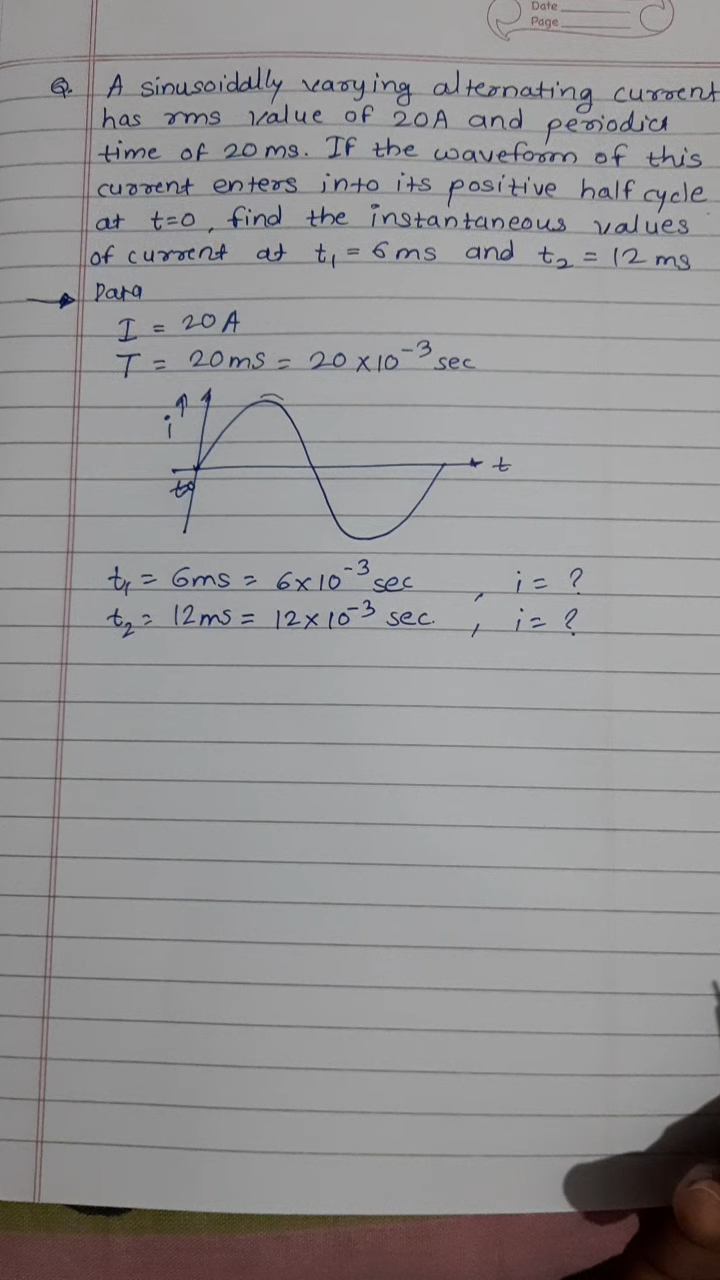 Date
Page
Q. A sinusoidally varying alternating current
has rms value of 20A and periodic
time of 20 ms. If the waveform of this
current enters into its positive half cycle
at t=0, find the instantaneous values
of current at t₁ = 6 ms and t₂ = 12 ms
→ Data
I = 20A
T = 20ms = 20 × 10⁻³ sec
i↑
t
t₁ = 6ms = 6×10⁻³ sec , i = ?
t₂ = 12ms = 12×10⁻³ sec. , i = ?